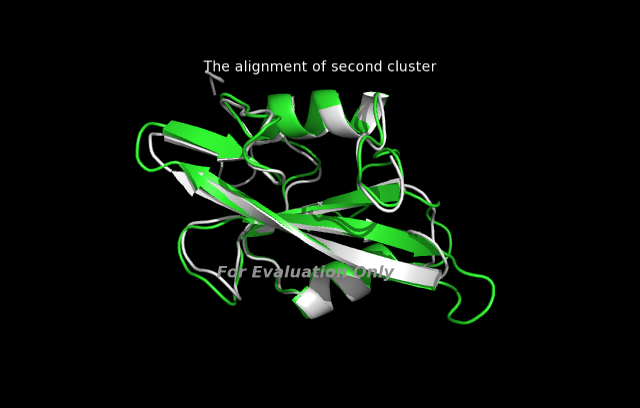 The alignment of second cluster
For Evaluation Only